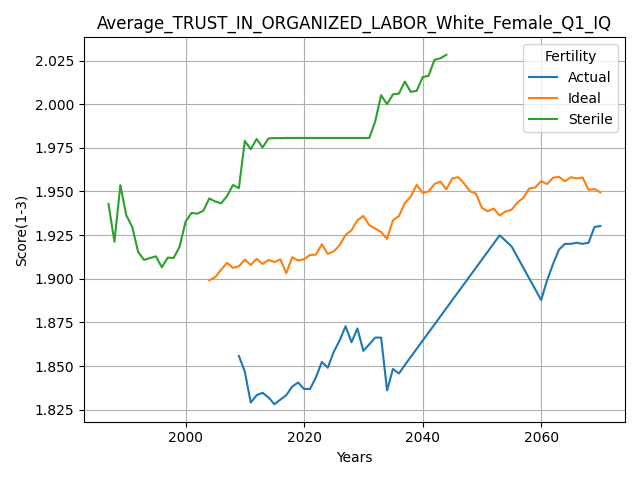 Average_TRUST_IN_ORGANIZED_LABOR_White_Female_Q1_IQ
Fertility
Actual
Ideal
Sterile
Score(1-3)
2.025
2.000
1.975
1.950
1.925
1.900
1.875
1.850
1.825
2000 2020 2040 2060
Years